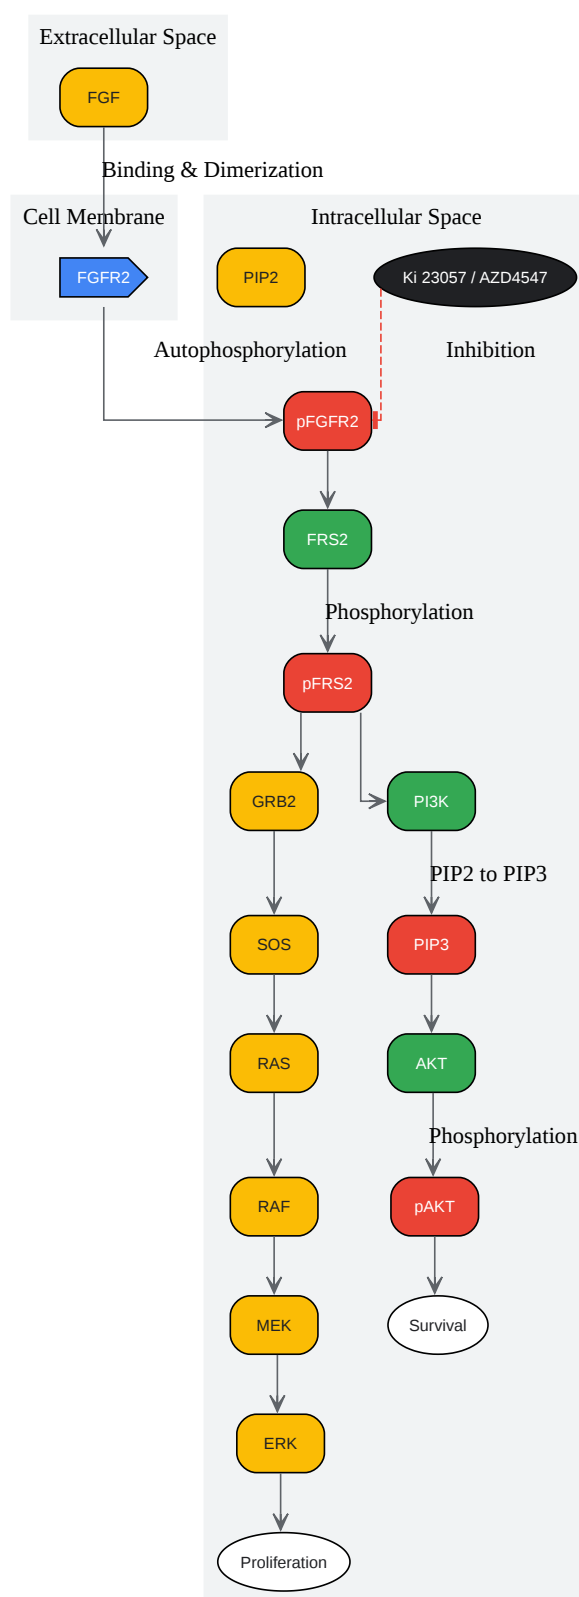 Extracellular Space
FGF
Binding & Dimerization
Cell Membrane
FGFR2
Intracellular Space
PIP2
Ki 23057 / AZD4547
Autophosphorylation
Inhibition
pFGFR2
FRS2
Phosphorylation
pFRS2
GRB2
PI3K
PIP2 to PIP3
SOS
PIP3
RAS
AKT
Phosphorylation
RAF
pAKT
MEK
Survival
ERK
Proliferation